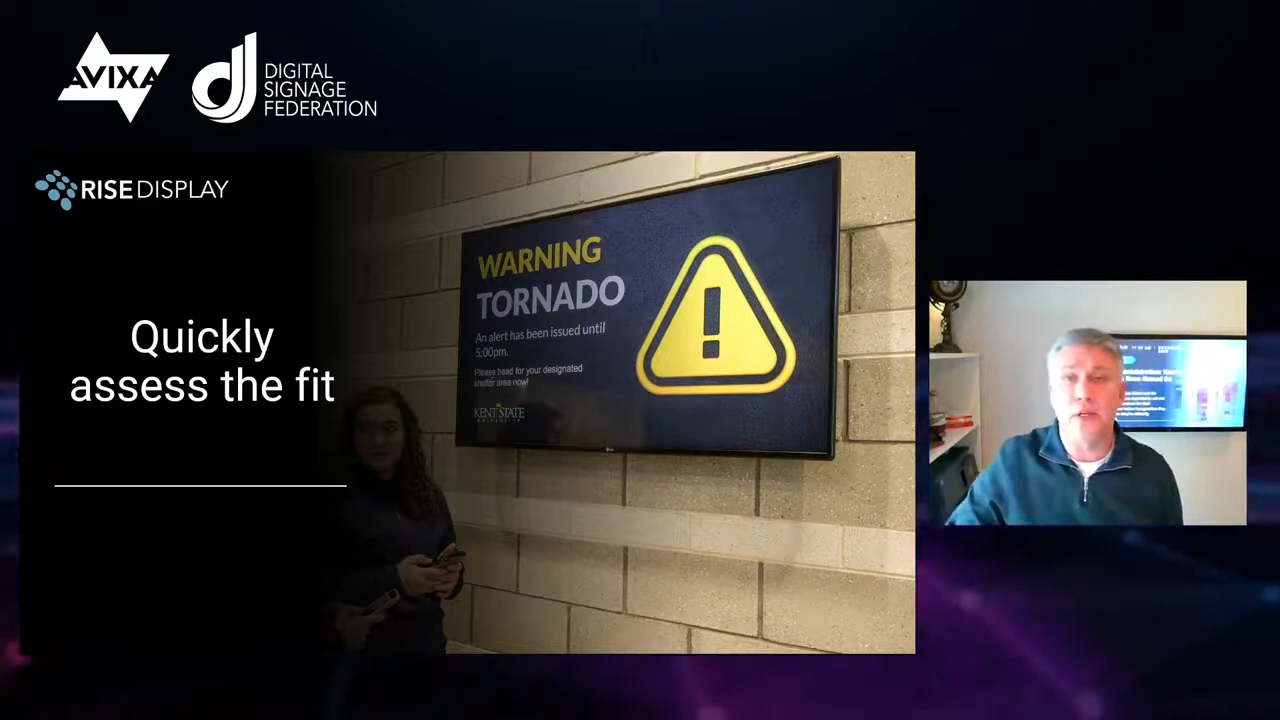 AVIXA
DIGITAL
SIGNAGE
FEDERATION
RISE DISPLAY
Quickly
assess the fit
WARNING
TORNADO
An alert has been issued until
5:00pm.
Please head for your designated
shelter area now!
KENT STATE
UNIVERSITY